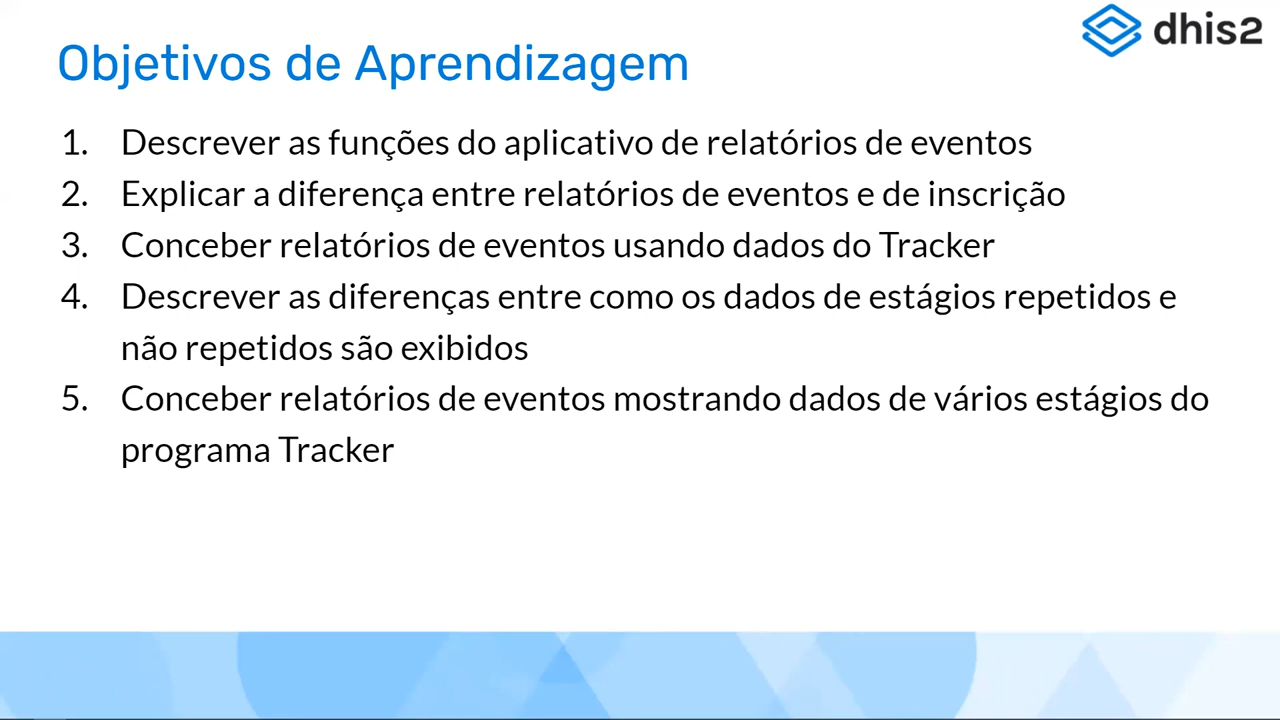 dhis2
Objetivos de Aprendizagem
1. Descrever as funções do aplicativo de relatórios de eventos
2. Explicar a diferença entre relatórios de eventos e de inscrição
3. Conceber relatórios de eventos usando dados do Tracker
4. Descrever as diferenças entre como os dados de estágios repetidos e
não repetidos são exibidos
5. Conceber relatórios de eventos mostrando dados de vários estágios do
programa Tracker